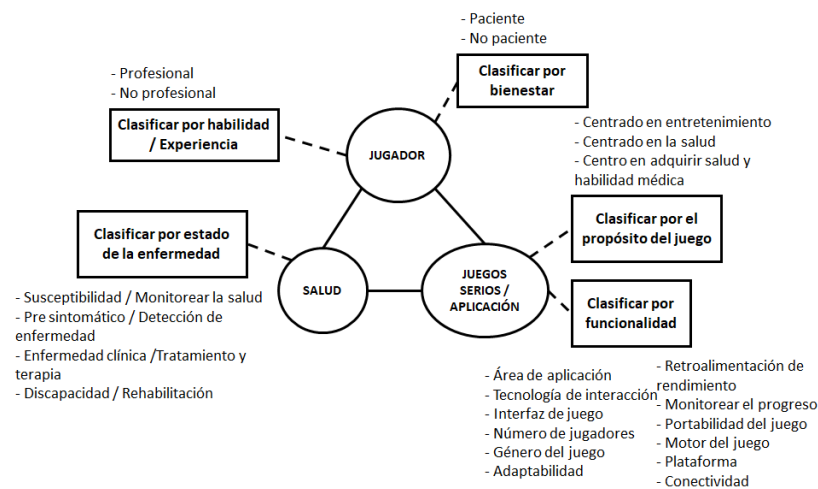 - Paciente
- No paciente
Clasificar por
bienestar
- Profesional
- No profesional
Clasificar por habilidad
/ Experiencia
JUGADOR
- Centrado en entretenimiento
- Centrado en la salud
- Centro en adquirir salud y
habilidad médica
Clasificar por el
propósito del juego
Clasificar por estado
de la enfermedad
SALUD
JUEGOS
SERIOS /
APLICACIÓN
Clasificar por
funcionalidad
- Susceptibilidad / Monitorear la salud
- Pre sintomático / Detección de
enfermedad
- Enfermedad clínica /Tratamiento y
terapia
- Discapacidad / Rehabilitación
- Área de aplicación
- Tecnología de interacción
- Interfaz de juego
- Número de jugadores
- Género del juego
- Adaptabilidad
- Retroalimentación de
rendimiento
- Monitorear el progreso
- Portabilidad del juego
- Motor del juego
- Plataforma
- Conectividad